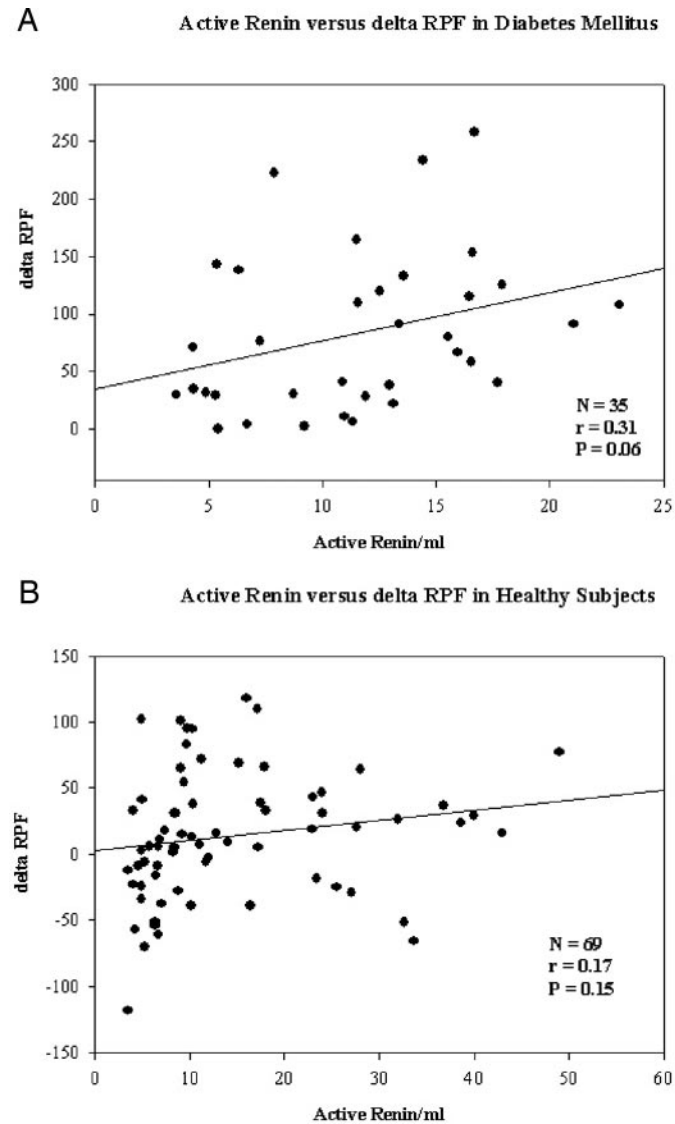 A
Active Renin versus delta RPF in Diabetes Mellitus
300
250
200
150
100
50
0
delta RPF
N = 35
r = 0.31
P = 0.06
0 5 10 15 20 25
Active Renin/ml
B
Active Renin versus delta RPF in Healthy Subjects
150
100
50
0
-50
-100
-150
delta RPF
N = 69
r = 0.17
P = 0.15
0 10 20 30 40 50 60
Active Renin/ml